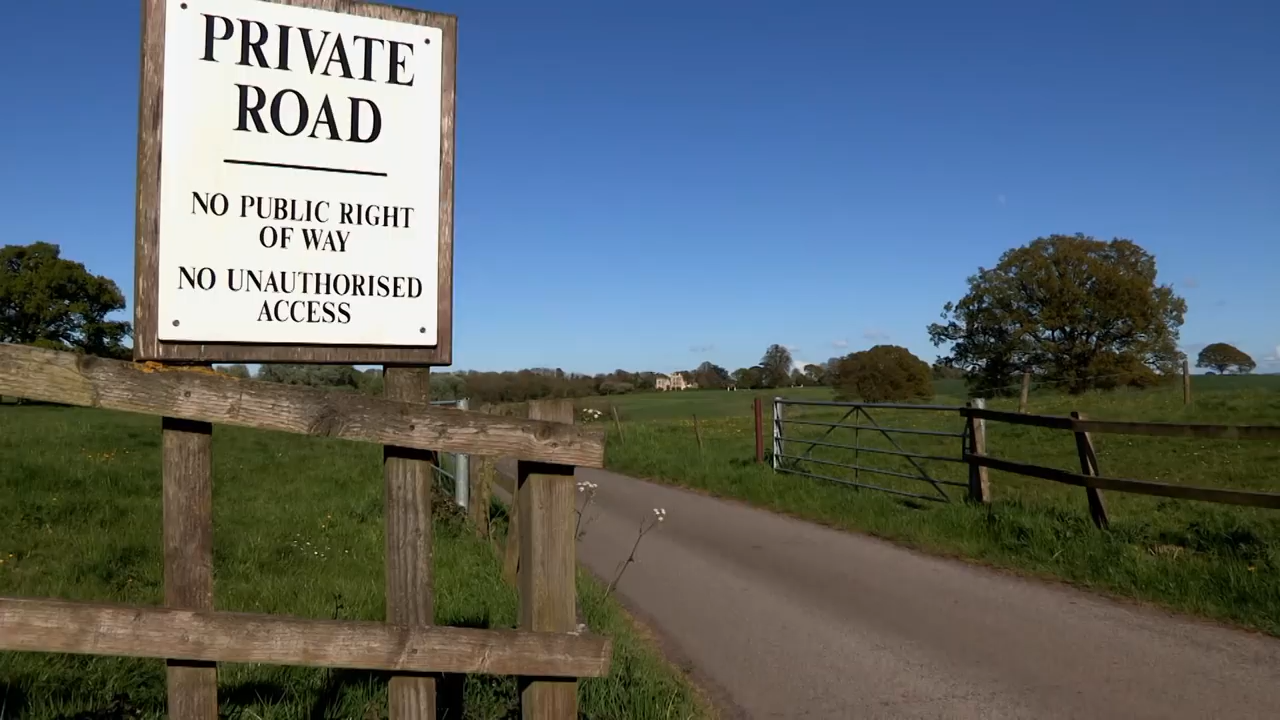 PRIVATE
ROAD
NO PUBLIC RIGHT
OF WAY
NO UNAUTHORISED
ACCESS